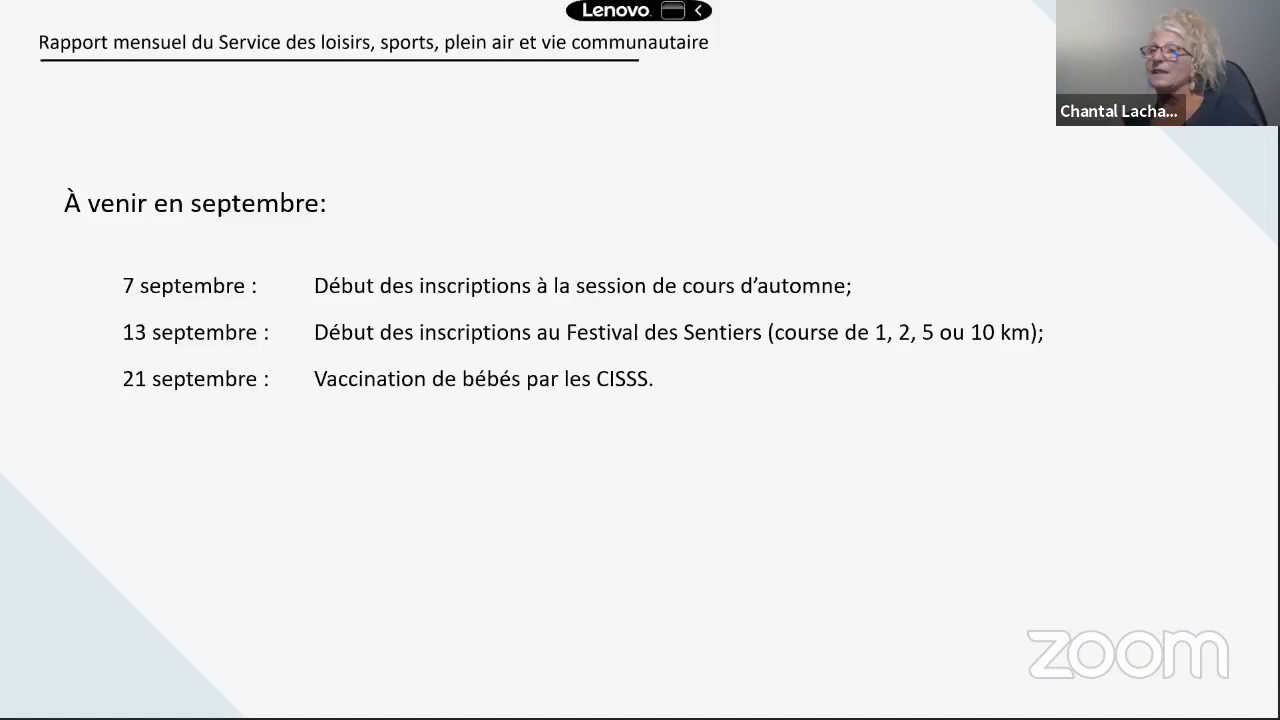 Lenovo
Rapport mensuel du Service des loisirs, sports, plein air et vie communautaire
Chantal Lacha...
À venir en septembre:
7 septembre : Début des inscriptions à la session de cours d’automne;
13 septembre : Début des inscriptions au Festival des Sentiers (course de 1, 2, 5 ou 10 km);
21 septembre : Vaccination de bébés par les CISSS.
zoom